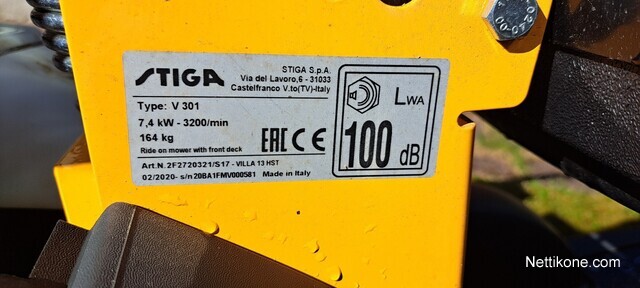 STIGA
STIGA S.p.A.
Via del Lavoro,6 - 31033
Castelfranco V.to(TV)-Italy
Type: V 301
7,4 kW - 3200/min
164 kg
Ride on mower with front deck
EAC CE
Art.N.2F2720321/S17 - VILLA 13 HST
02/2020- s/n20BA1FMV000581 Made in Italy
LWA
100 dB
Nettikone.com